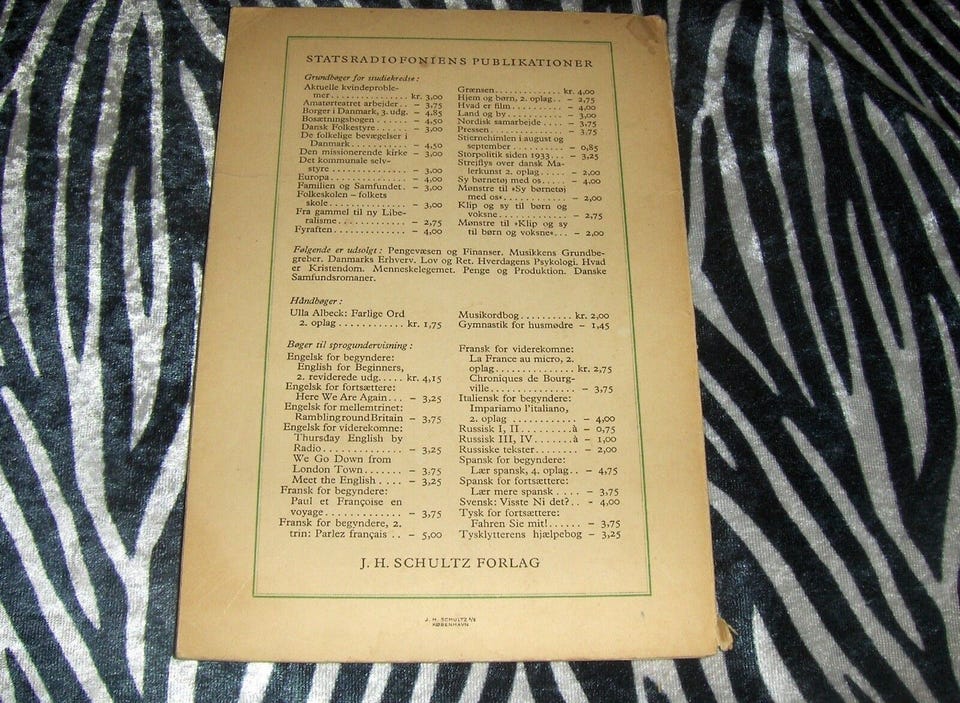 STATSRADIOFONIENS PUBLIKATIONER
Grundbøger for studiekredse:
Aktuelle kvindeproble-
mer............... kr. 3,00
Amatørteatret arbejder.. – 3,75
Borger i Danmark, 3. udg. – 4,85
Bosætningsbogen ....... – 4,50
Dansk Folkestyre........ – 3,00
De folkelige bevægelser i
Danmark............ – 4,50
Den missionerende kirke – 3,00
Det kommunale selv-
styre ............... – 3,00
Europa................ – 4,00
Familien og Samfundet. – 3,00
Folkeskolen – folkets
skole............... – 3,00
Fra gammel til ny Libe-
ralisme.............. – 2,75
Fyraften............... – 4,00
Grænsen............. kr. 4,00
Hjem og børn, 2. oplag.. – 2,75
Hvad er film........... – 4,00
Land og by............ – 3,00
Nordisk samarbejde.... – 3,75
Pressen............... – 3,75
Stjernehimlen i august og
september ........... – 0,85
Storpolitik siden 1933... – 3,25
Streiflys over dansk Ma-
lerkunst 2. oplag...... – 2,00
Sy børnetøj med os..... – 4,00
Mønstre til »Sy børnetøj
med os«............. – 2,00
Klip og sy til børn og
voksne.............. – 2,75
Mønstre til »Klip og sy
til børn og voksne«... – 2,00
Følgende er udsolgt: Pengevæsen og Finanser. Musikkens Grundbe-
greber. Danmarks Erhverv. Lov og Ret. Hverdagens Psykologi. Hvad
er Kristendom. Menneskelegemet. Penge og Produktion. Danske
Samfundsromaner.
Håndbøger:
Ulla Albeck: Farlige Ord
2. oplag ............ kr. 1,75
Musikordbog......... kr. 2,00
Gymnastik for husmødre – 1,45
Bøger til sprogundervisning:
Engelsk for begyndere:
English for Beginners,
2. reviderede udg..... kr. 4,15
Engelsk for fortsættere:
Here We Are Again... – 3,25
Engelsk for mellemtrinet:
Rambling round Britain – 3,75
Engelsk for viderekomne:
Thursday English by
Radio............... – 3,25
We Go Down from
London Town....... – 3,75
Meet the English .... – 3,25
Fransk for begyndere:
Paul et Françoise en
voyage.............. – 3,75
Fransk for begyndere, 2.
trin: Parlez français .. – 5,00
Fransk for viderekomne:
La France au micro, 2.
oplag............... kr. 2,75
Chroniques de Bourg-
ville................ – 3,75
Italiensk for begyndere:
Impariamo l'italiano,
2. oplag ............ – 4,00
Russisk I, II.........à – 0,75
Russisk III, IV.......à – 1,00
Russiske tekster........ – 2,00
Spansk for begyndere:
Lær spansk, 4. oplag.. – 4,75
Spansk for fortsættere:
Lær mere spansk .... – 3,75
Svensk: Visste Ni det?.. – 4,00
Tysk for fortsættere:
Fahren Sie mit!...... – 3,75
Tysklytterens hjælpebog – 3,25
J. H. SCHULTZ FORLAG
J. H. SCHULTZ A/S
KØBENHAVN